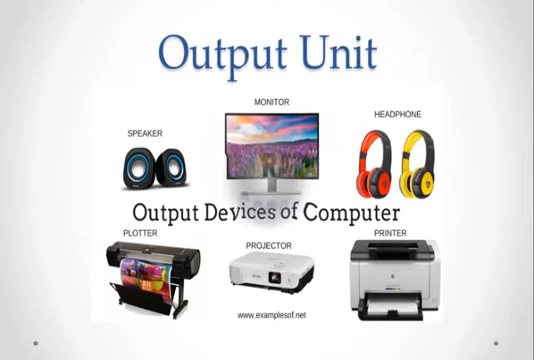 Output Unit
MONITOR
HEADPHONE
SPEAKER
Output Devices of Computer
PLOTTER
PROJECTOR
PRINTER
www.examplesof.net